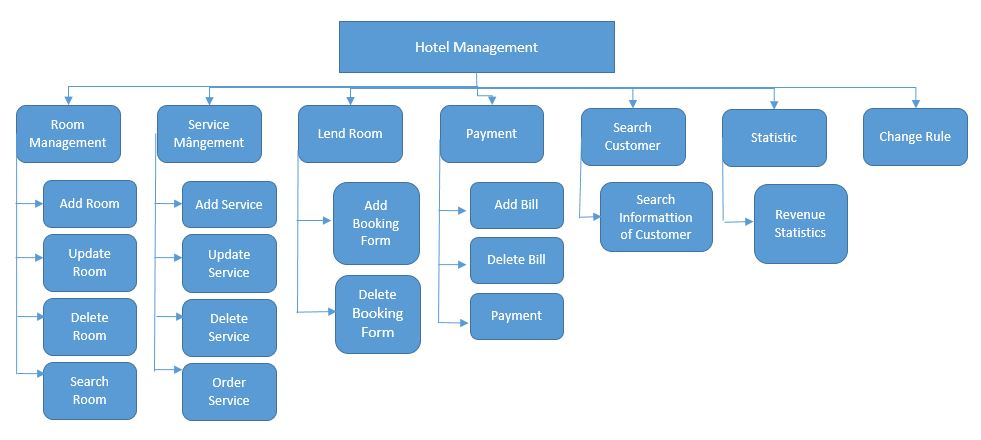 Hotel Management
Room
Management
Service
Mângement
Lend Room
Payment
Search
Customer
Statistic
Change Rule
Add Room
Update
Room
Delete
Room
Search
Room
Add Service
Update
Service
Delete
Service
Order
Service
Add
Booking
Form
Delete
Booking
Form
Add Bill
Delete Bill
Payment
Search
Informattion
of Customer
Revenue
Statistics